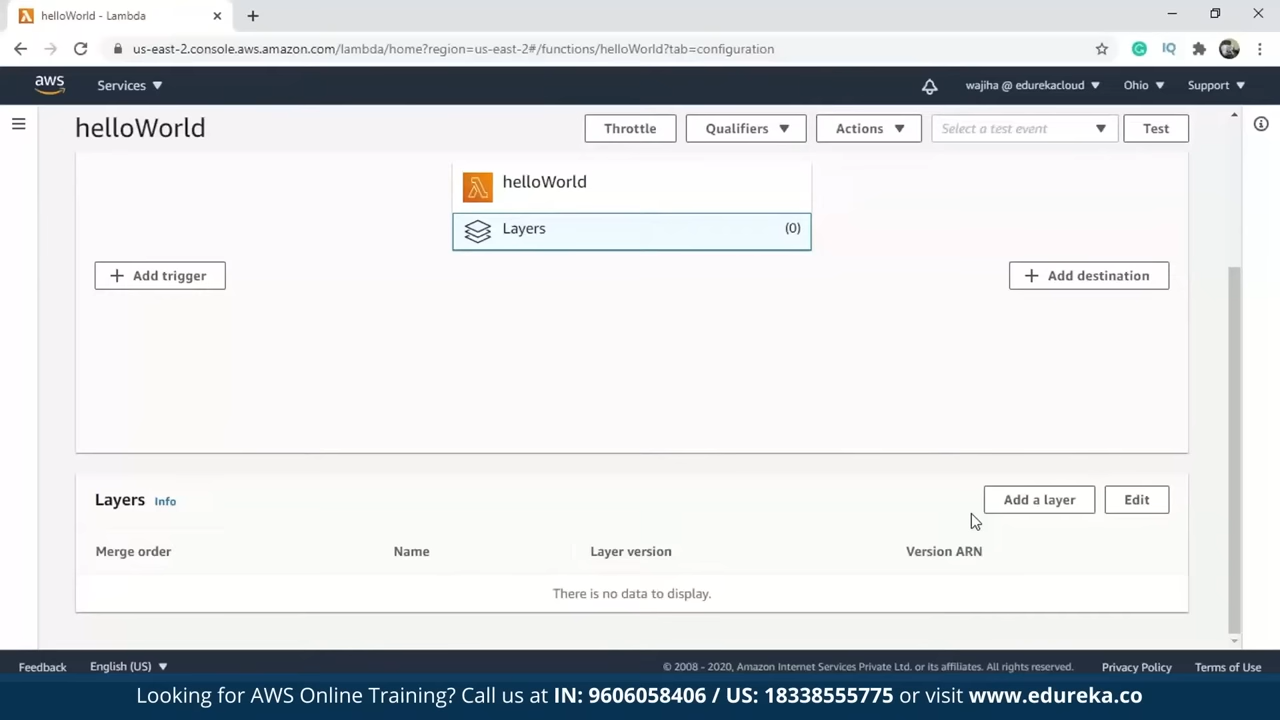 helloWorld - Lambda
us-east-2.console.aws.amazon.com/lambda/home?region=us-east-2#/functions/helloWorld?tab=configuration
IQ
aws Services wajiha @ edurekacloud Ohio Support
helloWorld Throttle Qualifiers Actions Select a test event Test
helloWorld
Layers (0)
Add trigger Add destination
Layers Info Add a layer Edit
Merge order Name Layer version Version ARN
There is no data to display.
Feedback English (US) © 2008 - 2020, Amazon Internet Services Private Ltd. or its affiliates. All rights reserved. Privacy Policy Terms of Use
Looking for AWS Online Training? Call us at IN: 9606058406 / US: 18338555775 or visit www.edureka.co